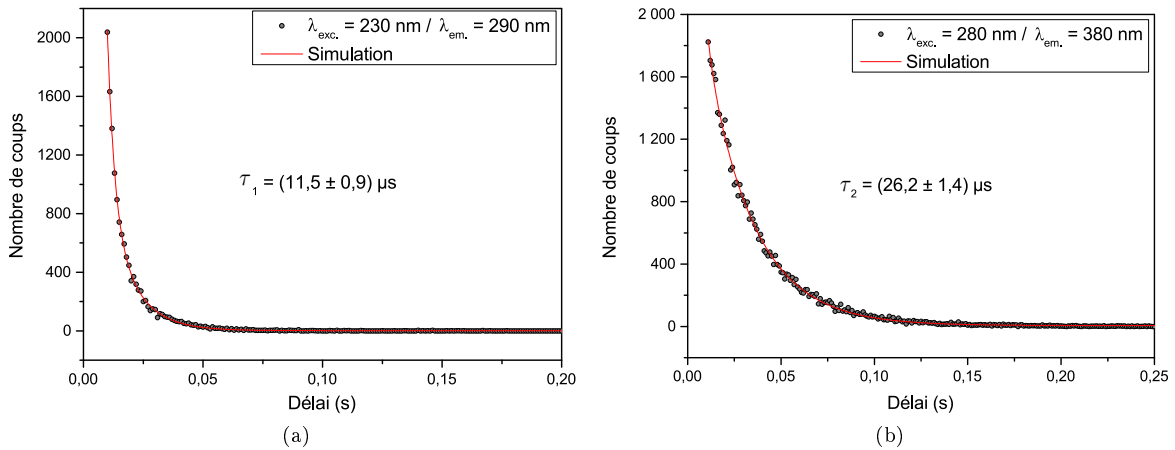 λexc. = 230 nm / λem. = 290 nm
Simulation
Nombre de coups
2000
1600
1200
800
400
0
τ1 = (11,5 ± 0,9) µs
0,00 0,05 0,10 0,15 0,20
Délai (s)
(a)
λexc. = 280 nm / λem. = 380 nm
Simulation
Nombre de coups
2 000
1 600
1 200
800
400
0
τ2 = (26,2 ± 1,4) µs
0,00 0,05 0,10 0,15 0,20 0,25
Délai (s)
(b)